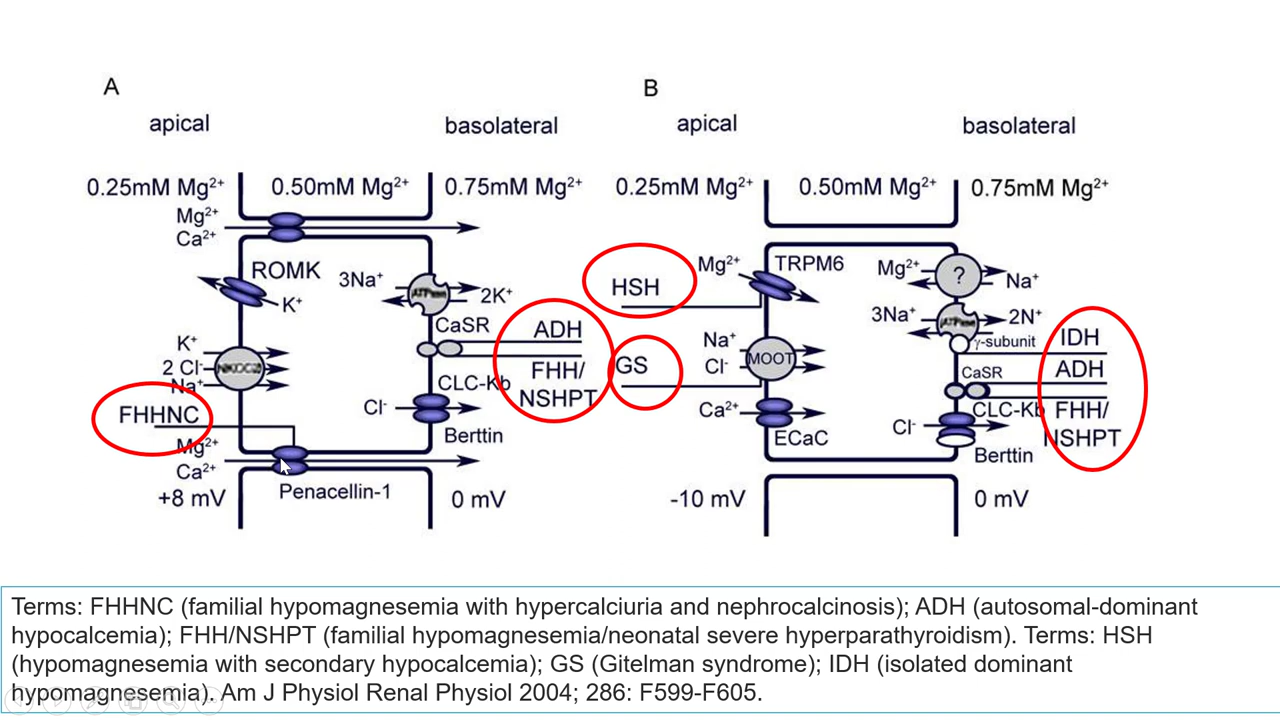 A
B
apical
basolateral
apical
basolateral
0.25mM Mg²⁺
0.50mM Mg²⁺
0.75mM Mg²⁺
0.25mM Mg²⁺
0.50mM Mg²⁺
0.75mM Mg²⁺
Mg²⁺
Ca²⁺
ROMK
K⁺
3Na⁺
ATPase
2K⁺
CaSR
ADH
FHH/
NSHPT
K⁺
2 Cl⁻
Na⁺
NKCC2
CLC-Kb
Cl⁻
Berttin
FHHNC
Mg²⁺
Ca²⁺
Penacellin-1
+8 mV
0 mV
HSH
Mg²⁺
TRPM6
Mg²⁺
?
Na⁺
3Na⁺
ATPase
2N⁺
γ-subunit
IDH
GS
Na⁺
Cl⁻
MOOT
CaSR
ADH
Ca²⁺
ECaC
CLC-Kb
Cl⁻
FHH/
NSHPT
Berttin
-10 mV
0 mV
Terms: FHHNC (familial hypomagnesemia with hypercalciuria and nephrocalcinosis); ADH (autosomal-dominant
hypocalcemia); FHH/NSHPT (familial hypomagnesemia/neonatal severe hyperparathyroidism). Terms: HSH
(hypomagnesemia with secondary hypocalcemia); GS (Gitelman syndrome); IDH (isolated dominant
hypomagnesemia). Am J Physiol Renal Physiol 2004; 286: F599-F605.